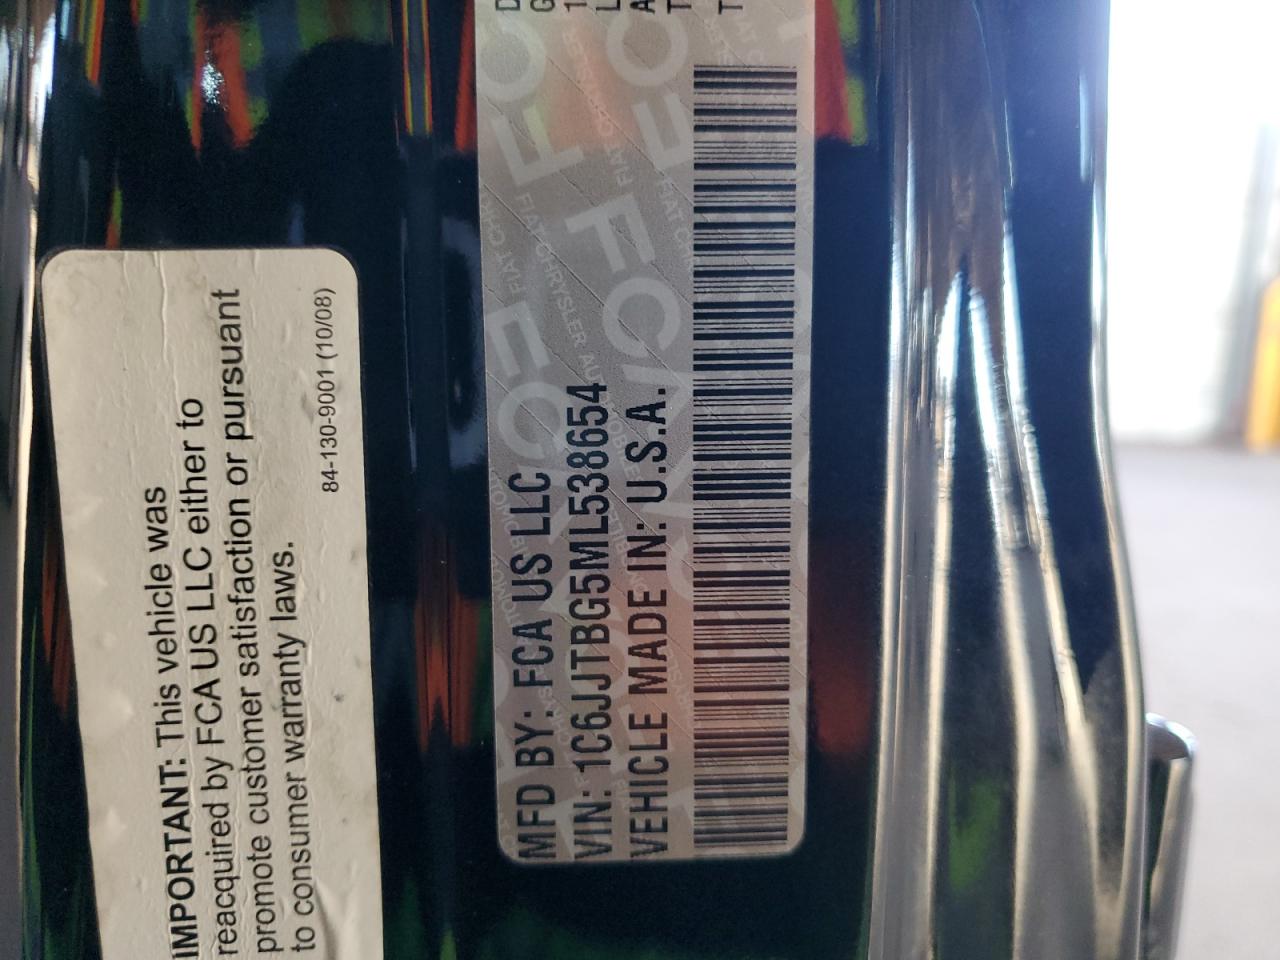 IMPORTANT: This vehicle was
reacquired by FCA US LLC either to
promote customer satisfaction or pursuant
to consumer warranty laws.
84-130-9001 (10/08)
MFD BY: FCA US LLC
VIN: 1C6JJTBG5ML538654
VEHICLE MADE IN: U.S.A.